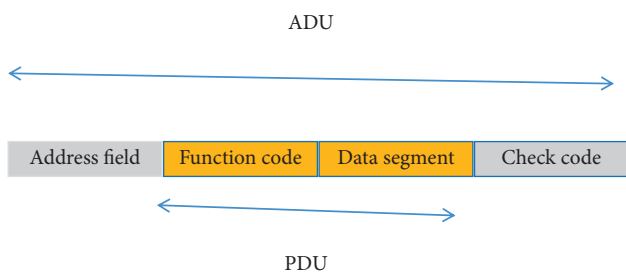 ADU
Address field Function code Data segment Check code
PDU